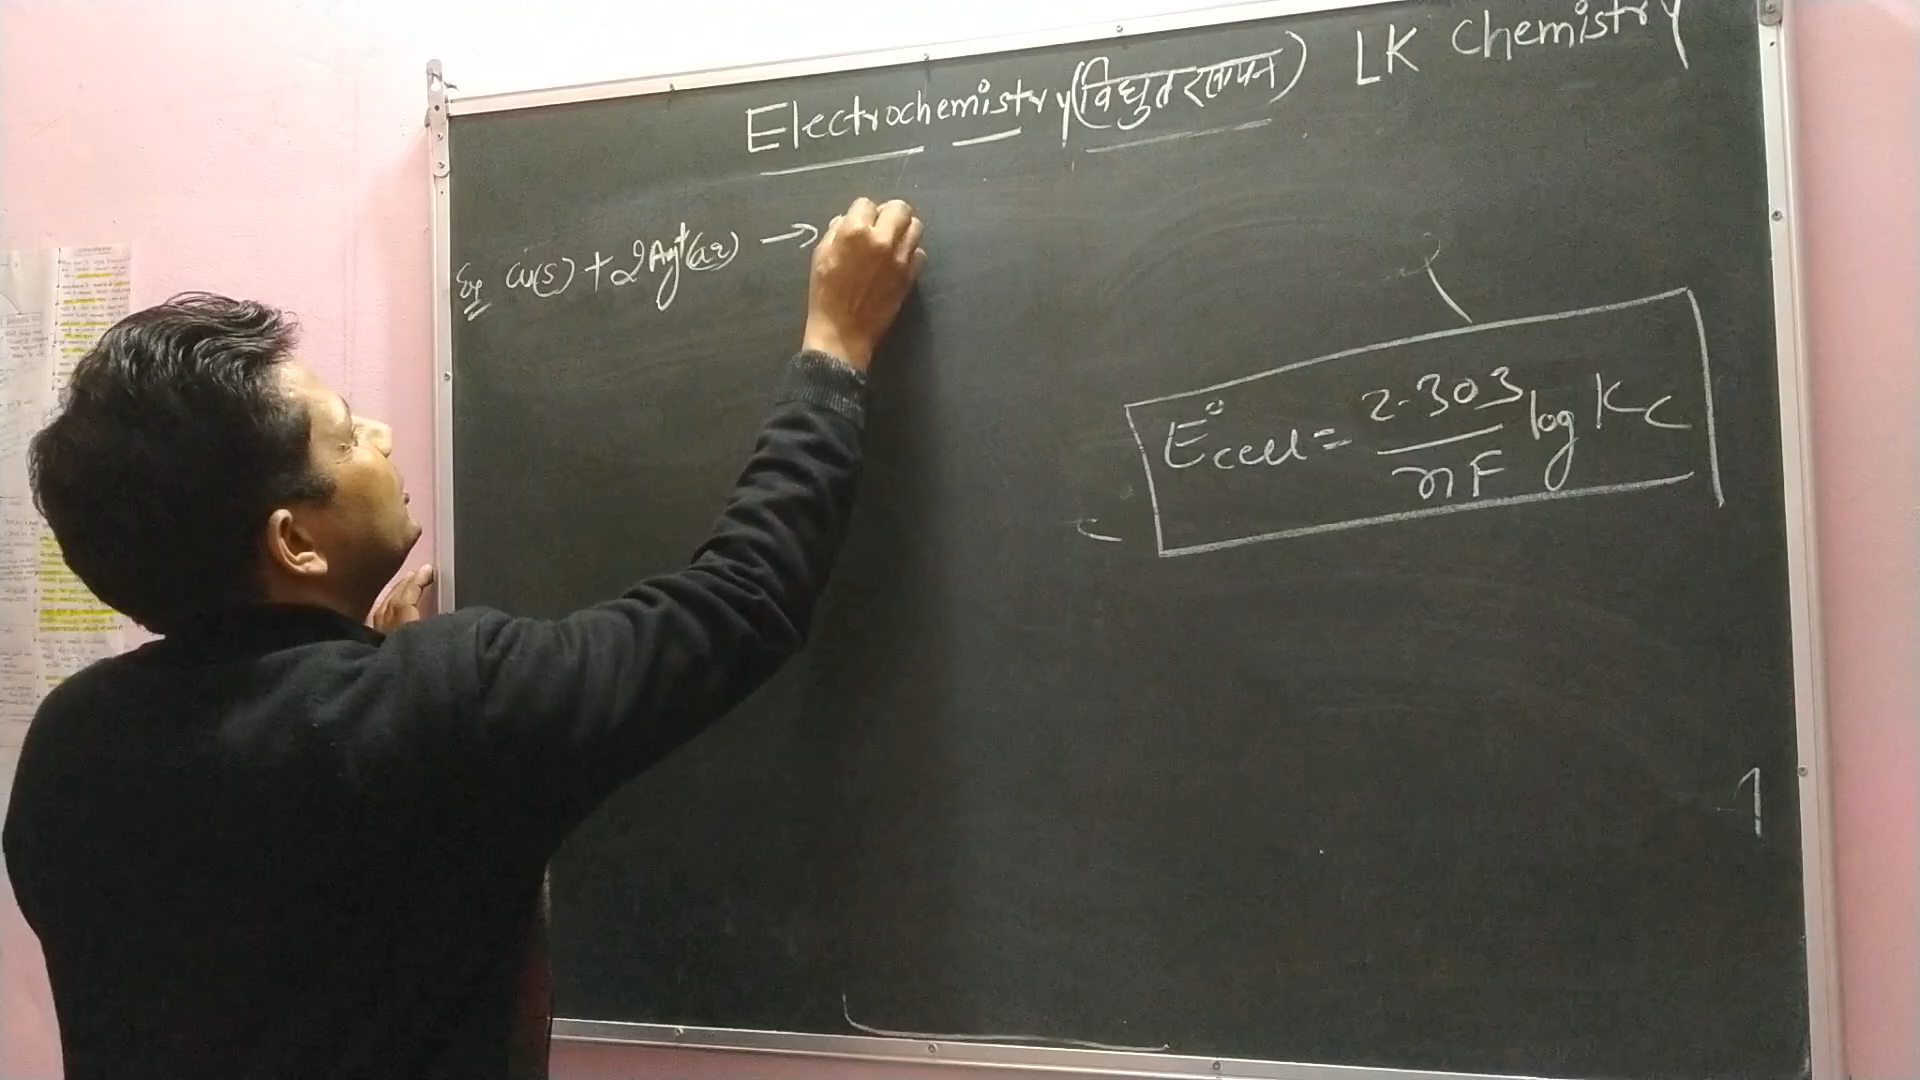 Electrochemistry (विधुत रसायन) LK Chemistry
Eg Cu(s) + 2Ag⁺(aq) →
E°cell = 2.303/nF log Kc